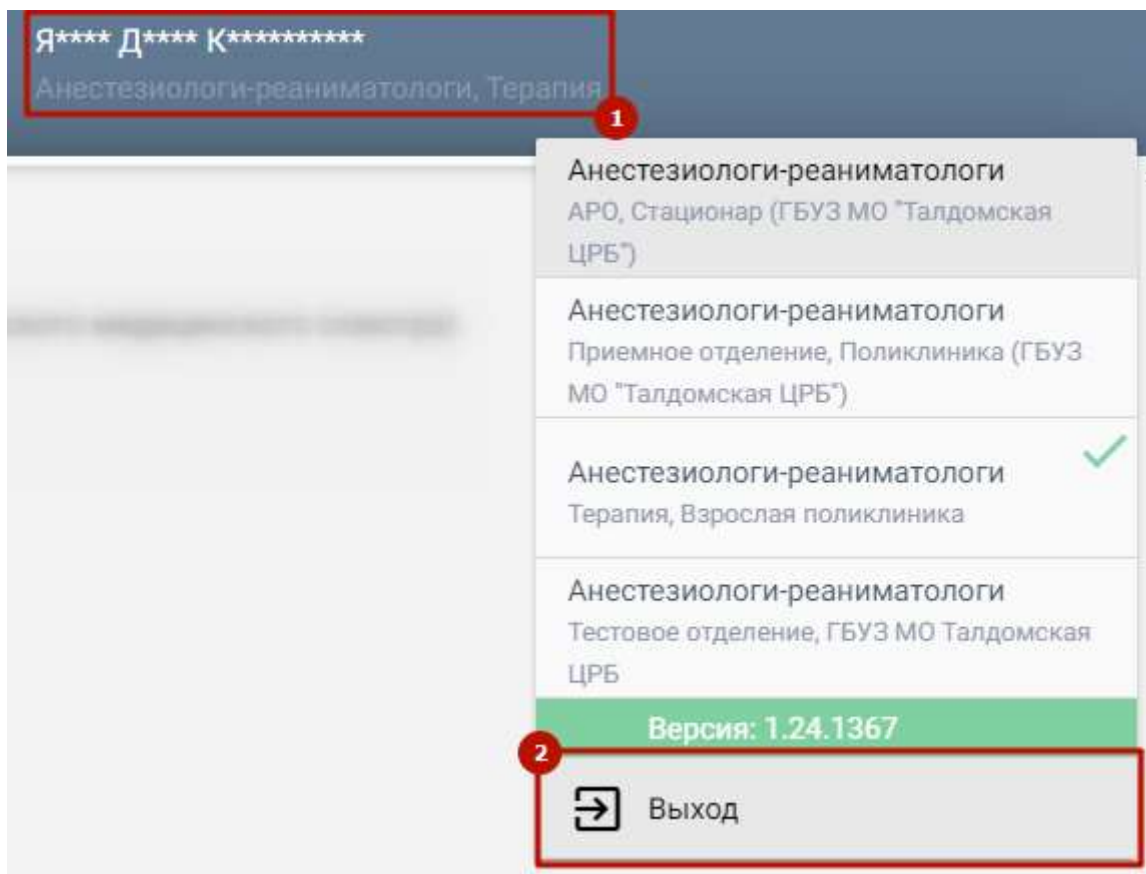 Я**** Д**** К**********
Анестезиологи-реаниматологи, Терапия
1
Анестезиологи-реаниматологи
АРО, Стационар (ГБУЗ МО "Талдомская
ЦРБ")
Анестезиологи-реаниматологи
Приемное отделение, Поликлиника (ГБУЗ
МО "Талдомская ЦРБ")
Анестезиологи-реаниматологи
Терапия, Взрослая поликлиника
Анестезиологи-реаниматологи
Тестовое отделение, ГБУЗ МО Талдомская
ЦРБ
Версия: 1.24.1367
2
Выход